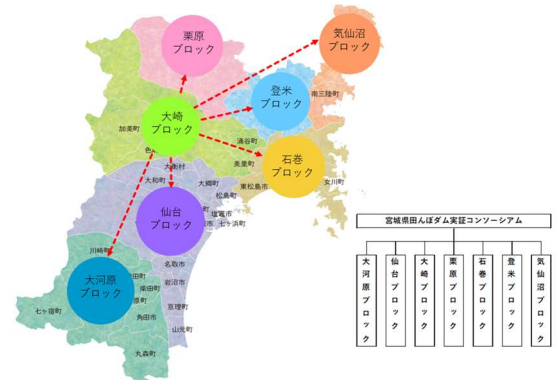 栗原
ブロック
気仙沼
ブロック
登米
ブロック
南三陸町
大崎
ブロック
加美町
涌谷町
石巻
ブロック
美里町
色
大衡村
大和町
大郷町
東松島市
女川町
松島町
仙台
ブロック
町
塩竈市
市
七ヶ浜町
宮城県田んぼダム実証コンソーシアム
大河原ブロック
仙台ブロック
大崎ブロック
栗原ブロック
石巻ブロック
登米ブロック
気仙沼ブロック
川崎町
名取市
大河原
ブロック
田町
柴田町
岩沼市
原町
亘理町
七ヶ宿町
角田市
山元町
丸森町